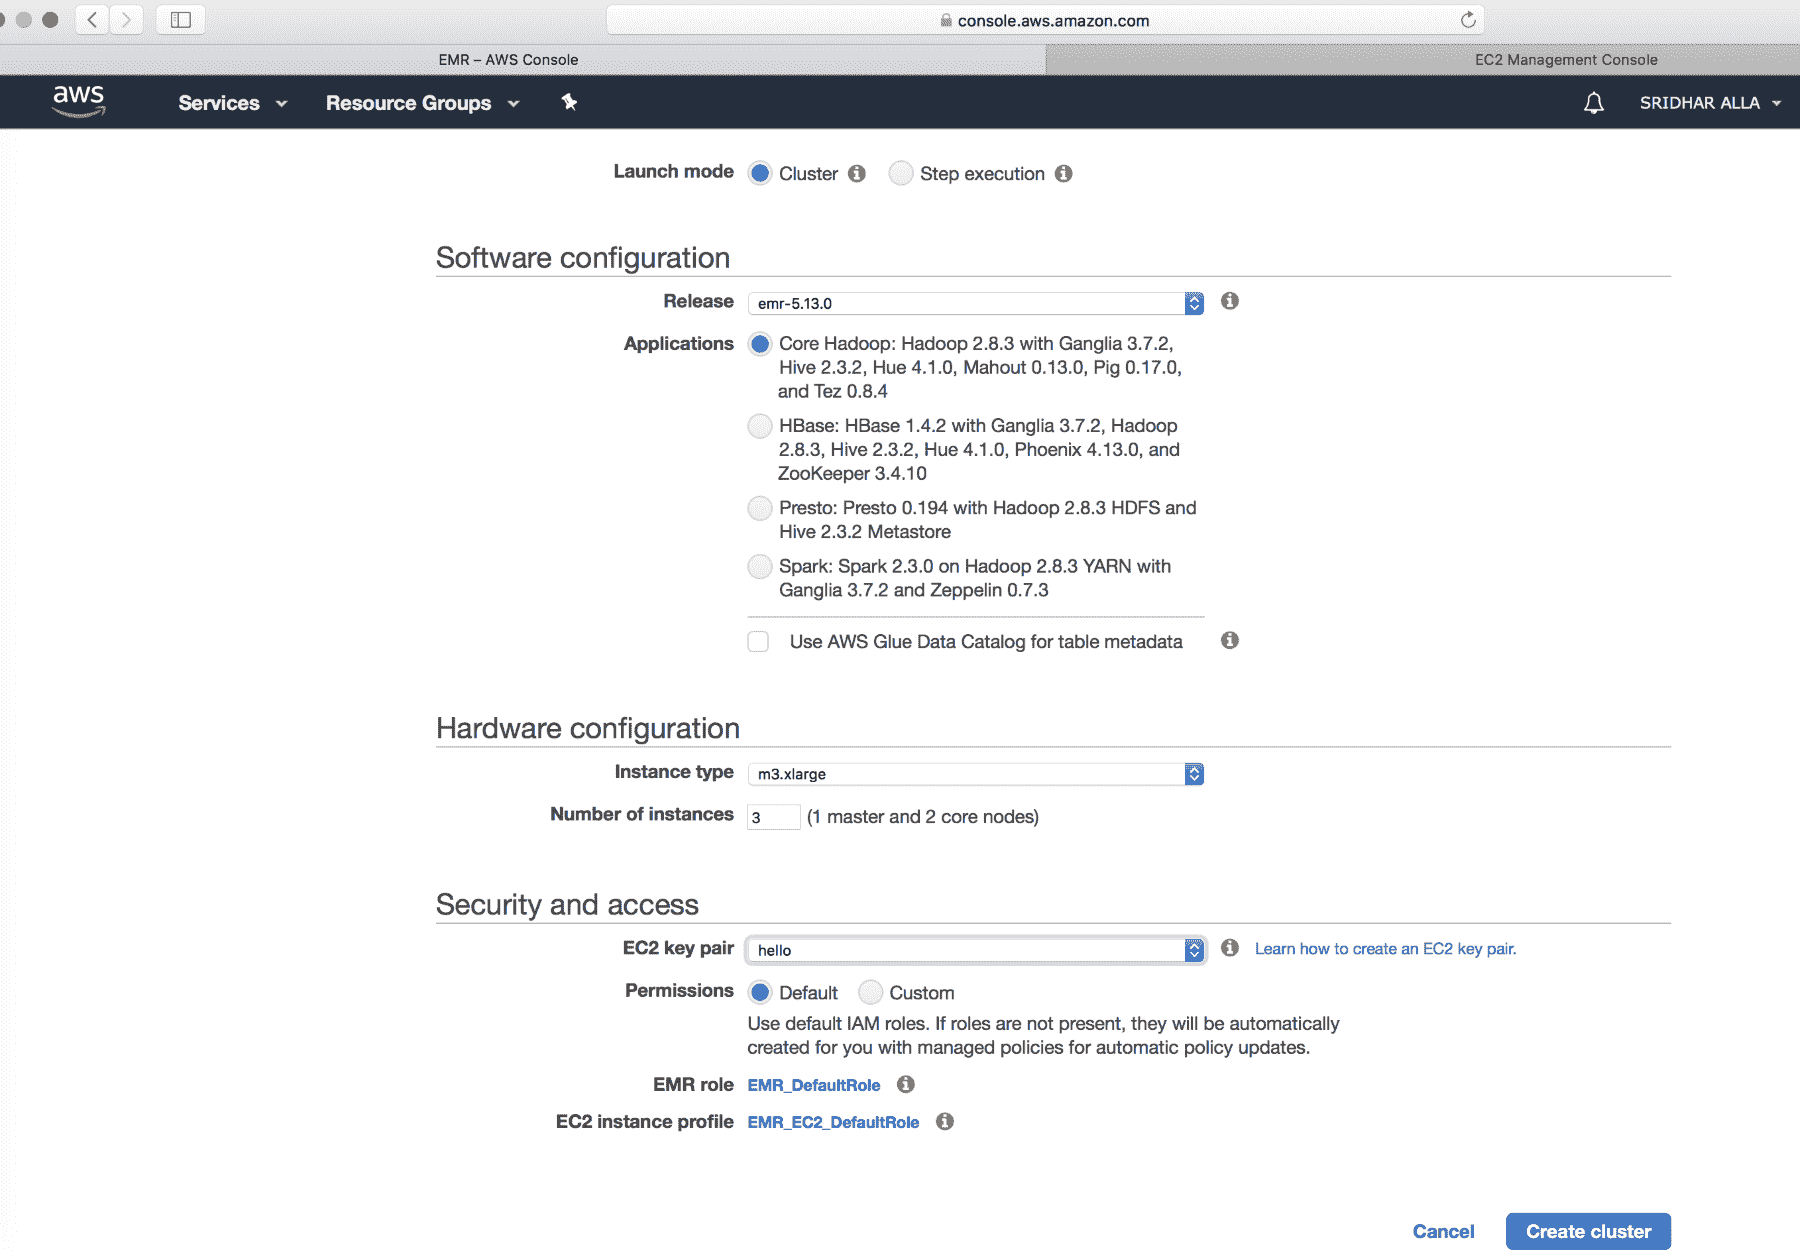 console.aws.amazon.com
EMR – AWS Console
EC2 Management Console
aws
Services
Resource Groups
SRIDHAR ALLA
Launch mode
Cluster
Step execution
Software configuration
Release
emr-5.13.0
Applications
Core Hadoop: Hadoop 2.8.3 with Ganglia 3.7.2,
Hive 2.3.2, Hue 4.1.0, Mahout 0.13.0, Pig 0.17.0,
and Tez 0.8.4
HBase: HBase 1.4.2 with Ganglia 3.7.2, Hadoop
2.8.3, Hive 2.3.2, Hue 4.1.0, Phoenix 4.13.0, and
ZooKeeper 3.4.10
Presto: Presto 0.194 with Hadoop 2.8.3 HDFS and
Hive 2.3.2 Metastore
Spark: Spark 2.3.0 on Hadoop 2.8.3 YARN with
Ganglia 3.7.2 and Zeppelin 0.7.3
Use AWS Glue Data Catalog for table metadata
Hardware configuration
Instance type
m3.xlarge
Number of instances
3
(1 master and 2 core nodes)
Security and access
EC2 key pair
hello
Learn how to create an EC2 key pair.
Permissions
Default
Custom
Use default IAM roles. If roles are not present, they will be automatically
created for you with managed policies for automatic policy updates.
EMR role
EMR_DefaultRole
EC2 instance profile
EMR_EC2_DefaultRole
Cancel
Create cluster